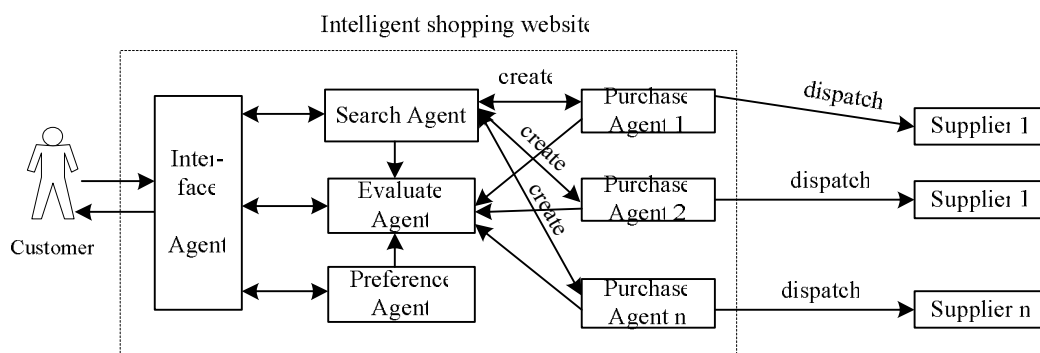 Intelligent shopping website
create
Purchase
Agent 1
dispatch
Supplier 1
Search Agent
Inter-
face
Agent
create
Evaluate
Agent
create
Purchase
Agent 2
dispatch
Supplier 1
Customer
Preference
Agent
Purchase
Agent n
dispatch
Supplier n